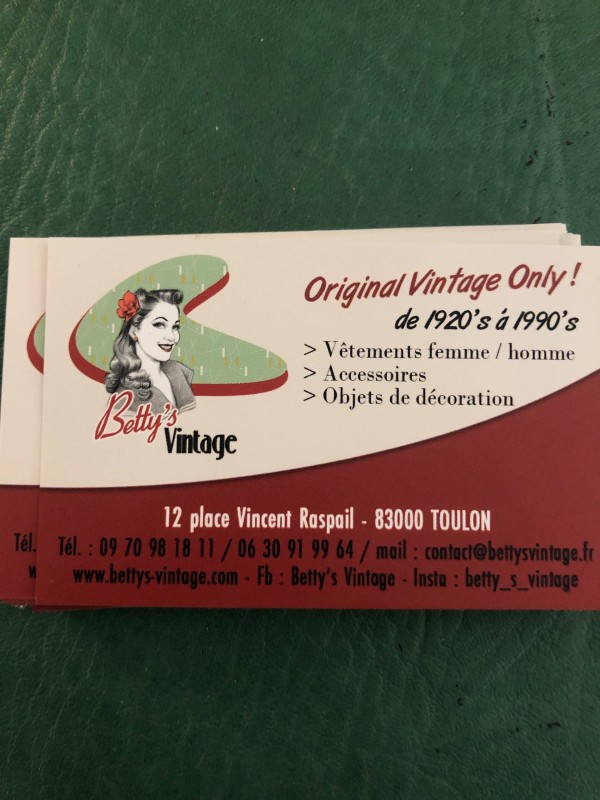 Original Vintage Only !
de 1920's à 1990's
> Vêtements femme / homme
> Accessoires
> Objets de décoration
Betty's
Vintage
12 place Vincent Raspail - 83000 TOULON
Tél.
Tél. : 09 70 98 18 11 / 06 30 91 99 64 / mail : contact@bettysvintage.fr
w
www.bettys-vintage.com - Fb : Betty's Vintage - Insta : betty_s_vintage